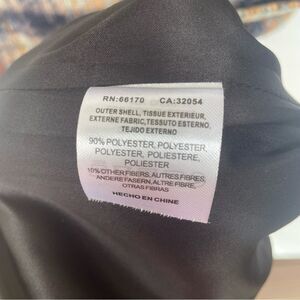 RN:66170 CA:32054
OUTER SHELL, TISSUE EXTERIEUR,
EXTERNE FABRIC, TESSUTO ESTERNO,
TEJIDO EXTERNO
90% POLYESTER, POLYESTER,
POLYESTER, POLIESTERE,
POLIESTER
10% OTHER FIBERS, AUTRES FIBRES,
ANDERE FASERN, ALTRE FIBRE,
OTRAS FIBRAS
HECHO EN CHINE